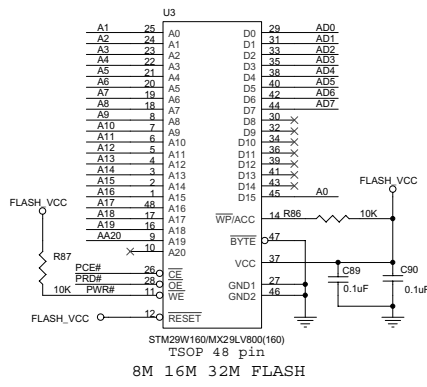 U3
A1 25 A0 D0 29 AD0
A2 24 A1 D1 31 AD1
A3 23 A2 D2 33 AD2
A4 22 A3 D3 35 AD3
A5 21 A4 D4 38 AD4
A6 20 A5 D5 40 AD5
A7 19 A6 D6 42 AD6
A8 18 A7 D7 44 AD7
A9 8 A8 D8 30
A10 7 A9 D9 32
A11 6 A10 D10 34
A12 5 A11 D11 36
A13 4 A12 D12 39
A14 3 A13 D13 41
A15 2 A14 D14 43
A16 1 A15 D15 45 A0
FLASH_VCC
A17 48 A16
FLASH_VCC
A18 17 A17 WP/ACC 14 R86 10K
A19 16 A18
AA20 9 A19 BYTE 47
10 A20
R87
VCC 37
PCE# 26 CE C89 C90
PRD# 28 OE GND1 27 0.1uF 0.1uF
10K PWR# 11 WE GND2 46
FLASH_VCC 12 RESET
STM29W160/MX29LV800(160)
TSOP 48 pin
8M 16M 32M FLASH